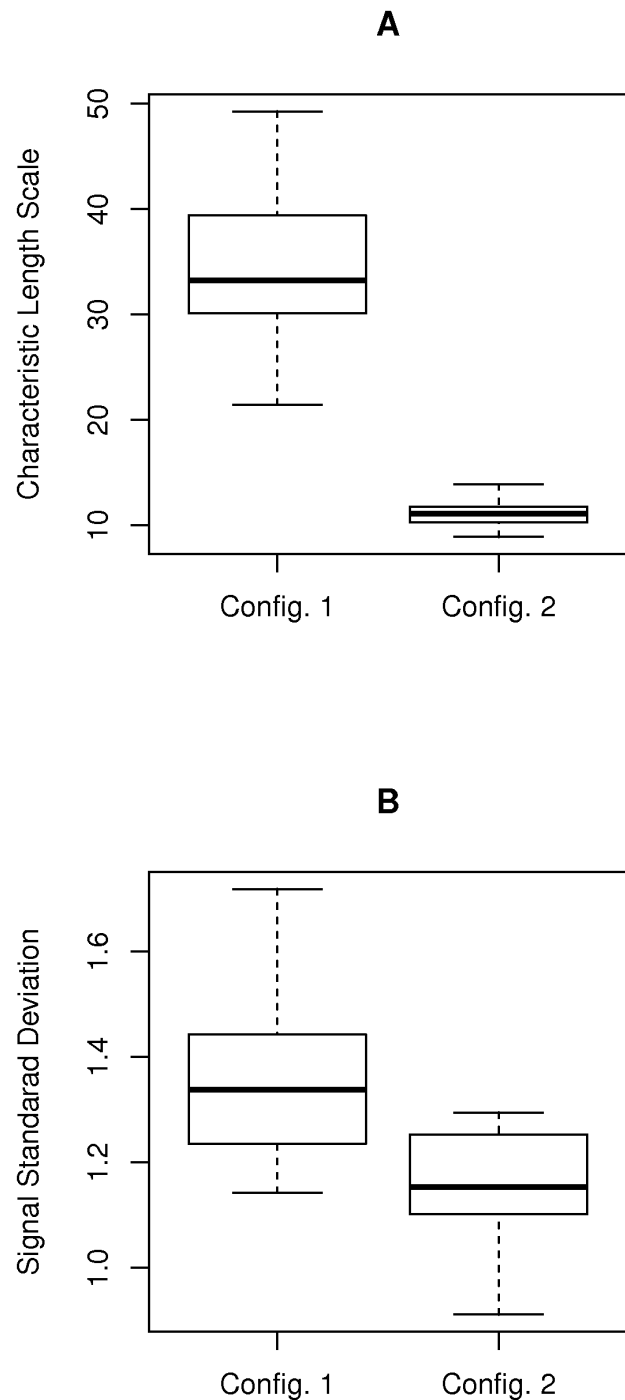 A
Characteristic Length Scale
50
40
30
20
10
Config. 1 Config. 2
B
Signal Standarad Deviation
1.6
1.4
1.2
1.0
Config. 1 Config. 2